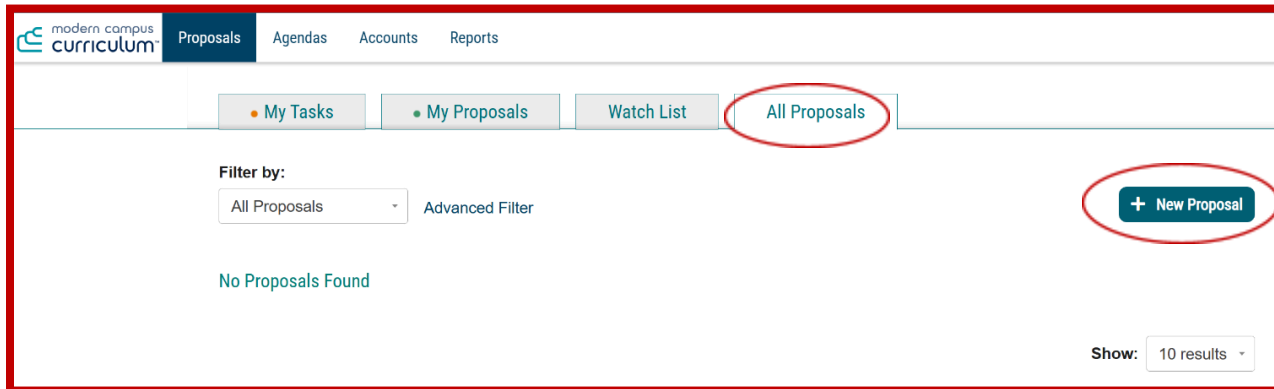 modern campus
curriculum™
Proposals Agendas Accounts Reports
My Tasks My Proposals Watch List All Proposals
Filter by:
All Proposals Advanced Filter
+ New Proposal
No Proposals Found
Show: 10 results